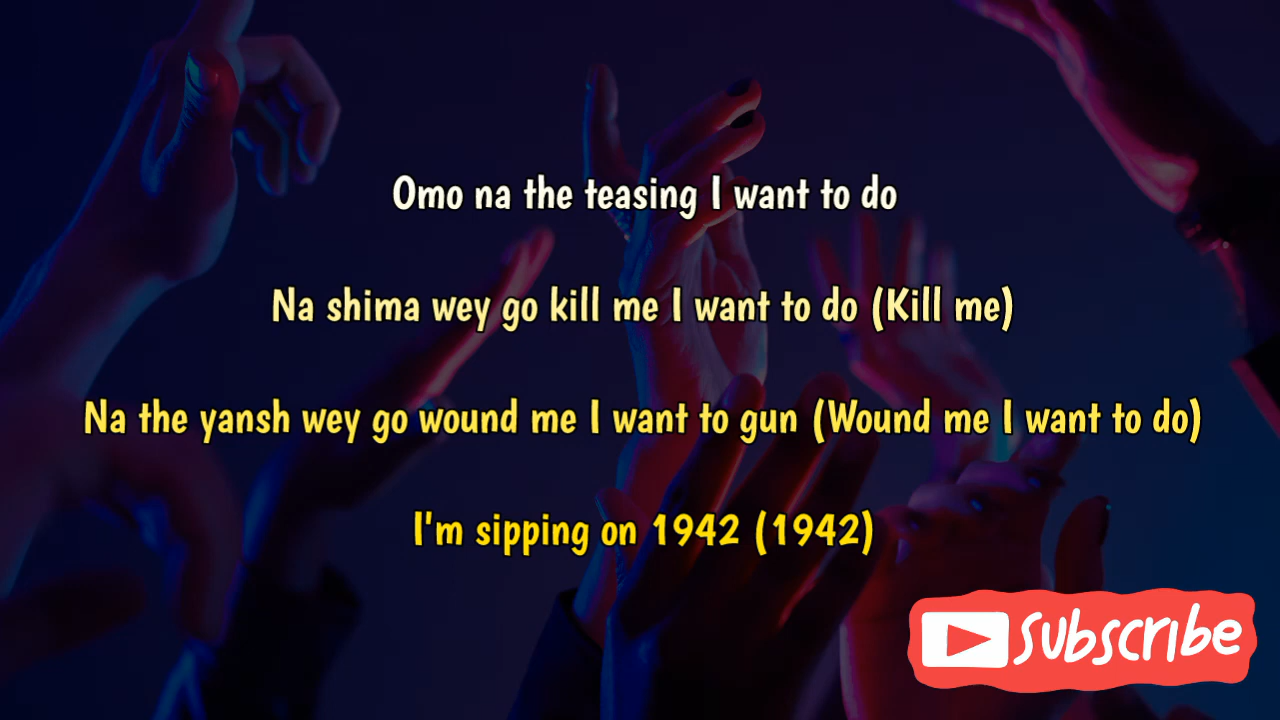 Omo na the teasing I want to do
Na shima wey go kill me I want to do (Kill me)
Na the yansh wey go wound me I want to gun (Wound me I want to do)
I'm sipping on 1942 (1942)
Subscribe